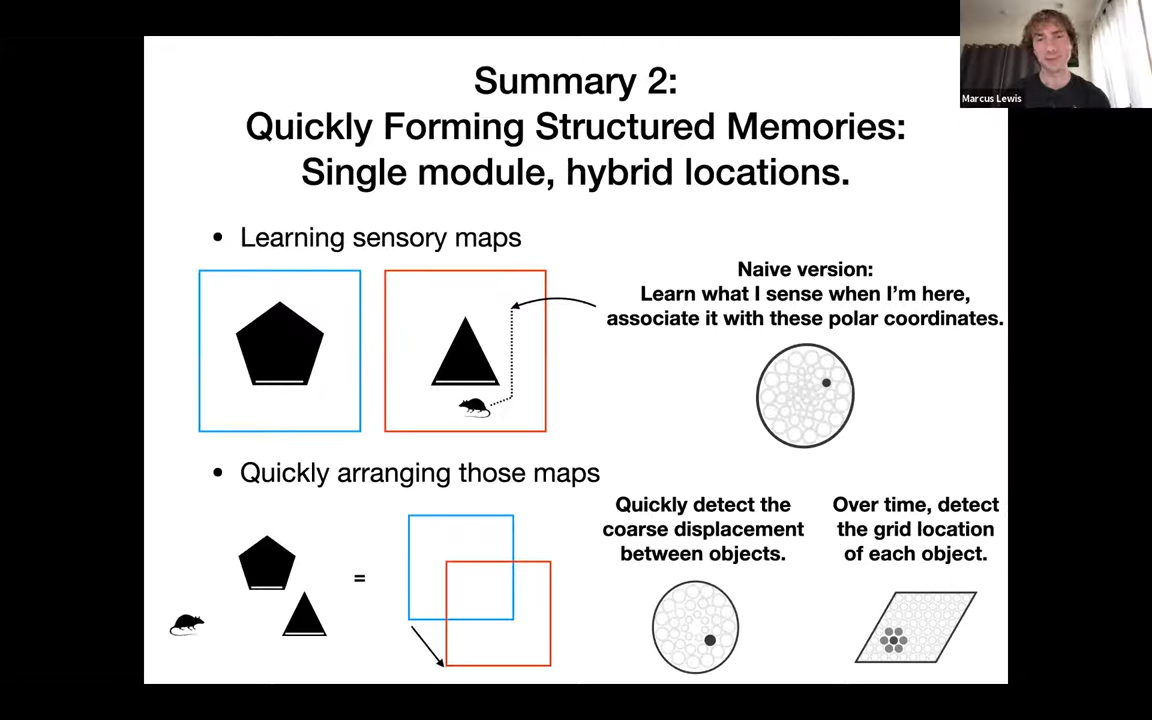 Summary 2:
Quickly Forming Structured Memories:
Single module, hybrid locations.
Marcus Lewis
• Learning sensory maps
Naive version:
Learn what I sense when I'm here,
associate it with these polar coordinates.
• Quickly arranging those maps
Quickly detect the
coarse displacement
between objects.
Over time, detect
the grid location
of each object.
=